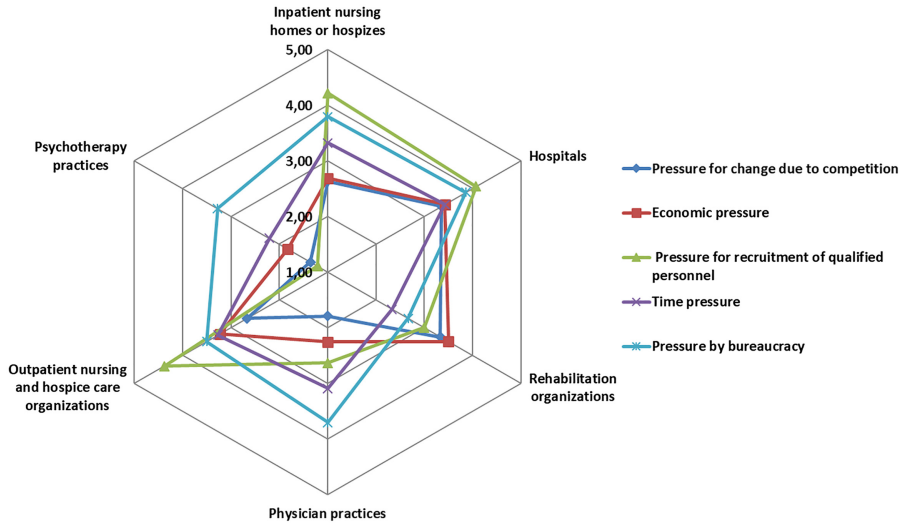 Inpatient nursing
homes or hospizes
5,00
4,00
3,00
2,00
1,00
Psychotherapy
practices
Hospitals
Outpatient nursing
and hospice care
organizations
Rehabilitation
organizations
Physician practices
Pressure for change due to competition
Economic pressure
Pressure for recruitment of qualified
personnel
Time pressure
Pressure by bureaucracy